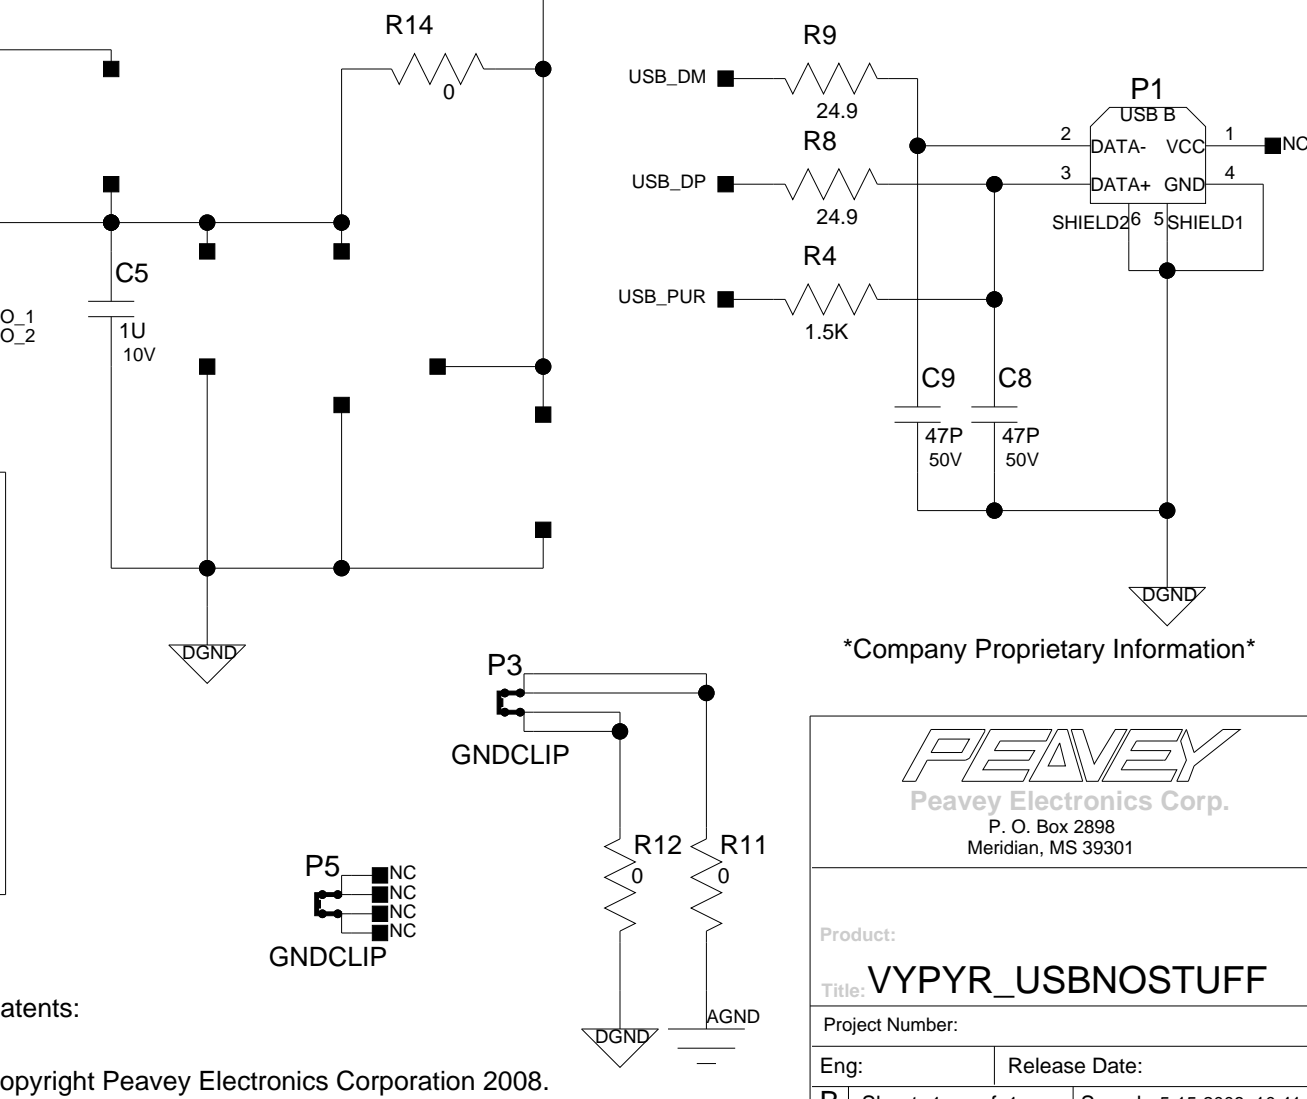 R14
0
R9
USB_DM
24.9
R8
USB_DP
24.9
R4
USB_PUR
1.5K
P1
USB B
2
DATA-
VCC
1
NC
3
DATA+
GND
4
SHIELD2
6
5
SHIELD1
C5
1U
10V
O_1
O_2
C9
47P
50V
C8
47P
50V
DGND
DGND
*Company Proprietary Information*
P3
GNDCLIP
R12
0
R11
0
P5
NC
NC
NC
NC
GNDCLIP
DGND
AGND
PEAVEY
Peavey Electronics Corp.
P. O. Box 2898
Meridian, MS 39301
Product:
Title: VYPYR_USBNOSTUFF
Project Number:
Eng:
Release Date:
atents:
opyright Peavey Electronics Corporation 2008.